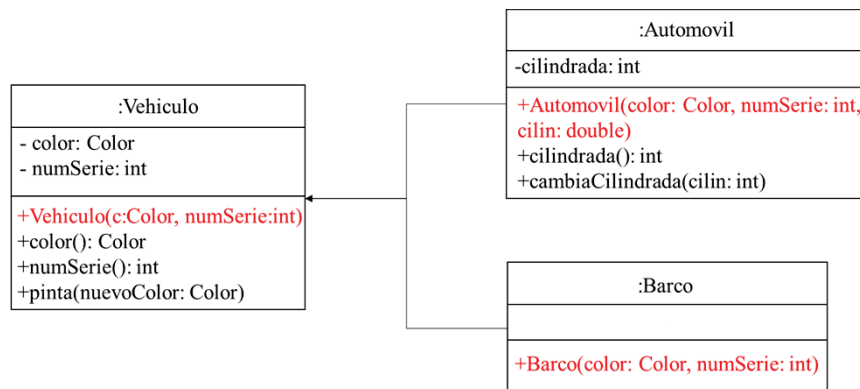 :Vehiculo
- color: Color
- numSerie: int
+Vehiculo(c:Color, numSerie:int)
+color(): Color
+numSerie(): int
+pinta(nuevoColor: Color)
:Automovil
-cilindrada: int
+Automovil(color: Color, numSerie: int,
cilin: double)
+cilindrada(): int
+cambiaCilindrada(cilin: int)
:Barco
+Barco(color: Color, numSerie: int)